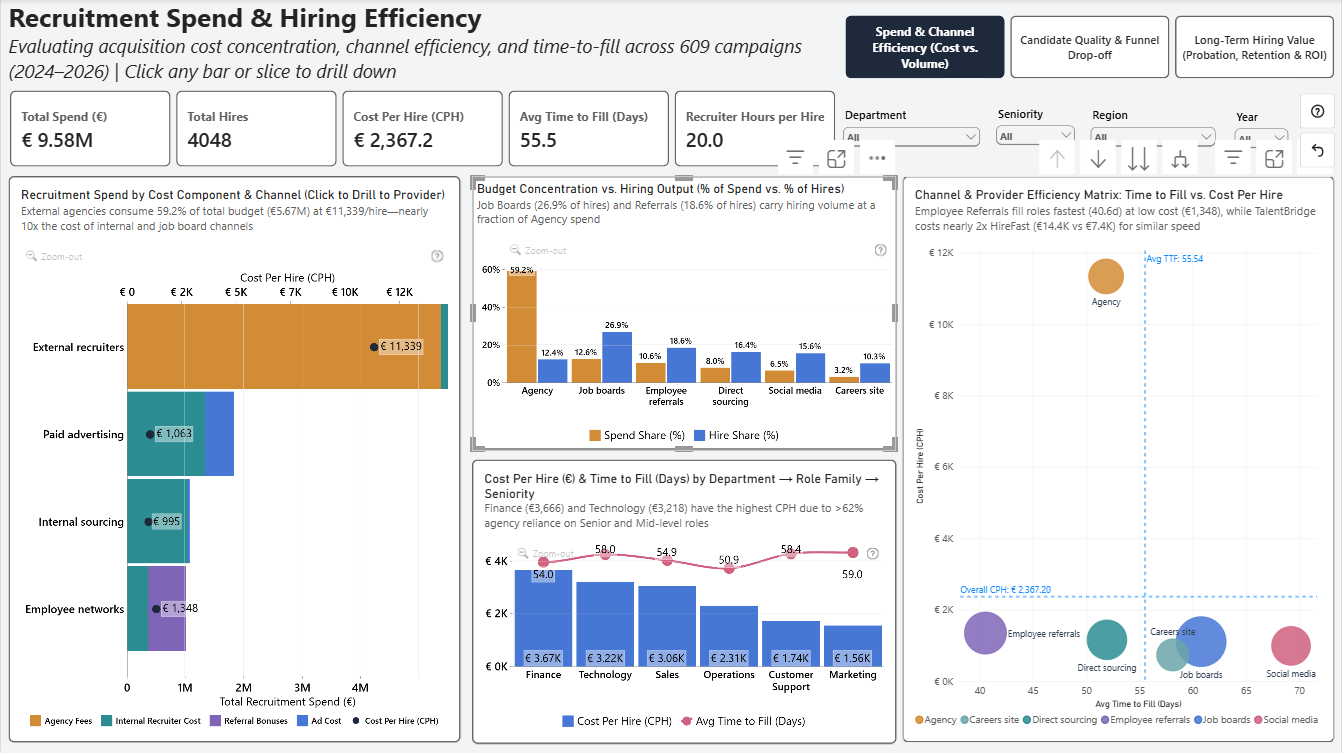 Recruitment Spend & Hiring Efficiency
Evaluating acquisition cost concentration, channel efficiency, and time-to-fill across 609 campaigns
(2024–2026) | Click any bar or slice to drill down
Spend & Channel
Efficiency (Cost vs.
Volume)
Candidate Quality & Funnel
Drop-off
Long-Term Hiring Value
(Probation, Retention & ROI)
Total Spend (€)
€ 9.58M
Total Hires
4048
Cost Per Hire (CPH)
€ 2,367.2
Avg Time to Fill (Days)
55.5
Recruiter Hours per Hire
20.0
Department
All
Seniority
All
Region
All
Year
All
Recruitment Spend by Cost Component & Channel (Click to Drill to Provider)
External agencies consume 59.2% of total budget (€5.67M) at €11,339/hire—nearly
10x the cost of internal and job board channels
Zoom-out
Cost Per Hire (CPH)
€ 0 € 2K € 5K € 7K € 10K € 12K
External recruiters
€ 11,339
Paid advertising
€ 1,063
Internal sourcing
€ 995
Employee networks
€ 1,348
0 1M 2M 3M 4M
Total Recruitment Spend (€)
Agency Fees Internal Recruiter Cost Referral Bonuses Ad Cost Cost Per Hire (CPH)
Budget Concentration vs. Hiring Output (% of Spend vs. % of Hires)
Job Boards (26.9% of hires) and Referrals (18.6% of hires) carry hiring volume at a
fraction of Agency spend
Zoom-out
60%
40%
20%
0%
59.2% 12.4% 12.6% 26.9% 10.6% 18.6% 8.0% 16.4% 6.5% 15.6% 3.2% 10.3%
Agency Job boards Employee referrals Direct sourcing Social media Careers site
Spend Share (%) Hire Share (%)
Cost Per Hire (€) & Time to Fill (Days) by Department → Role Family →
Seniority
Finance (€3,666) and Technology (€3,218) have the highest CPH due to >62%
agency reliance on Senior and Mid-level roles
Zoom-out
€ 4K
€ 2K
€ 0K
54.0 58.0 54.9 50.9 58.4 59.0
€ 3.67K € 3.22K € 3.06K € 2.31K € 1.74K € 1.56K
Finance Technology Sales Operations Customer Support Marketing
Cost Per Hire (CPH) Avg Time to Fill (Days)
Channel & Provider Efficiency Matrix: Time to Fill vs. Cost Per Hire
Employee Referrals fill roles fastest (40.6d) at low cost (€1,348), while TalentBridge
costs nearly 2x HireFast (€14.4K vs €7.4K) for similar speed
€ 12K
€ 10K
€ 8K
€ 6K
€ 4K
€ 2K
€ 0K
Cost Per Hire (CPH)
Avg TTF: 55.54
Agency
Overall CPH: € 2,367.20
Employee referrals
Direct sourcing
Careers site
Job boards
Social media
40 45 50 55 60 65 70
Avg Time to Fill (Days)
Agency Careers site Direct sourcing Employee referrals Job boards Social media